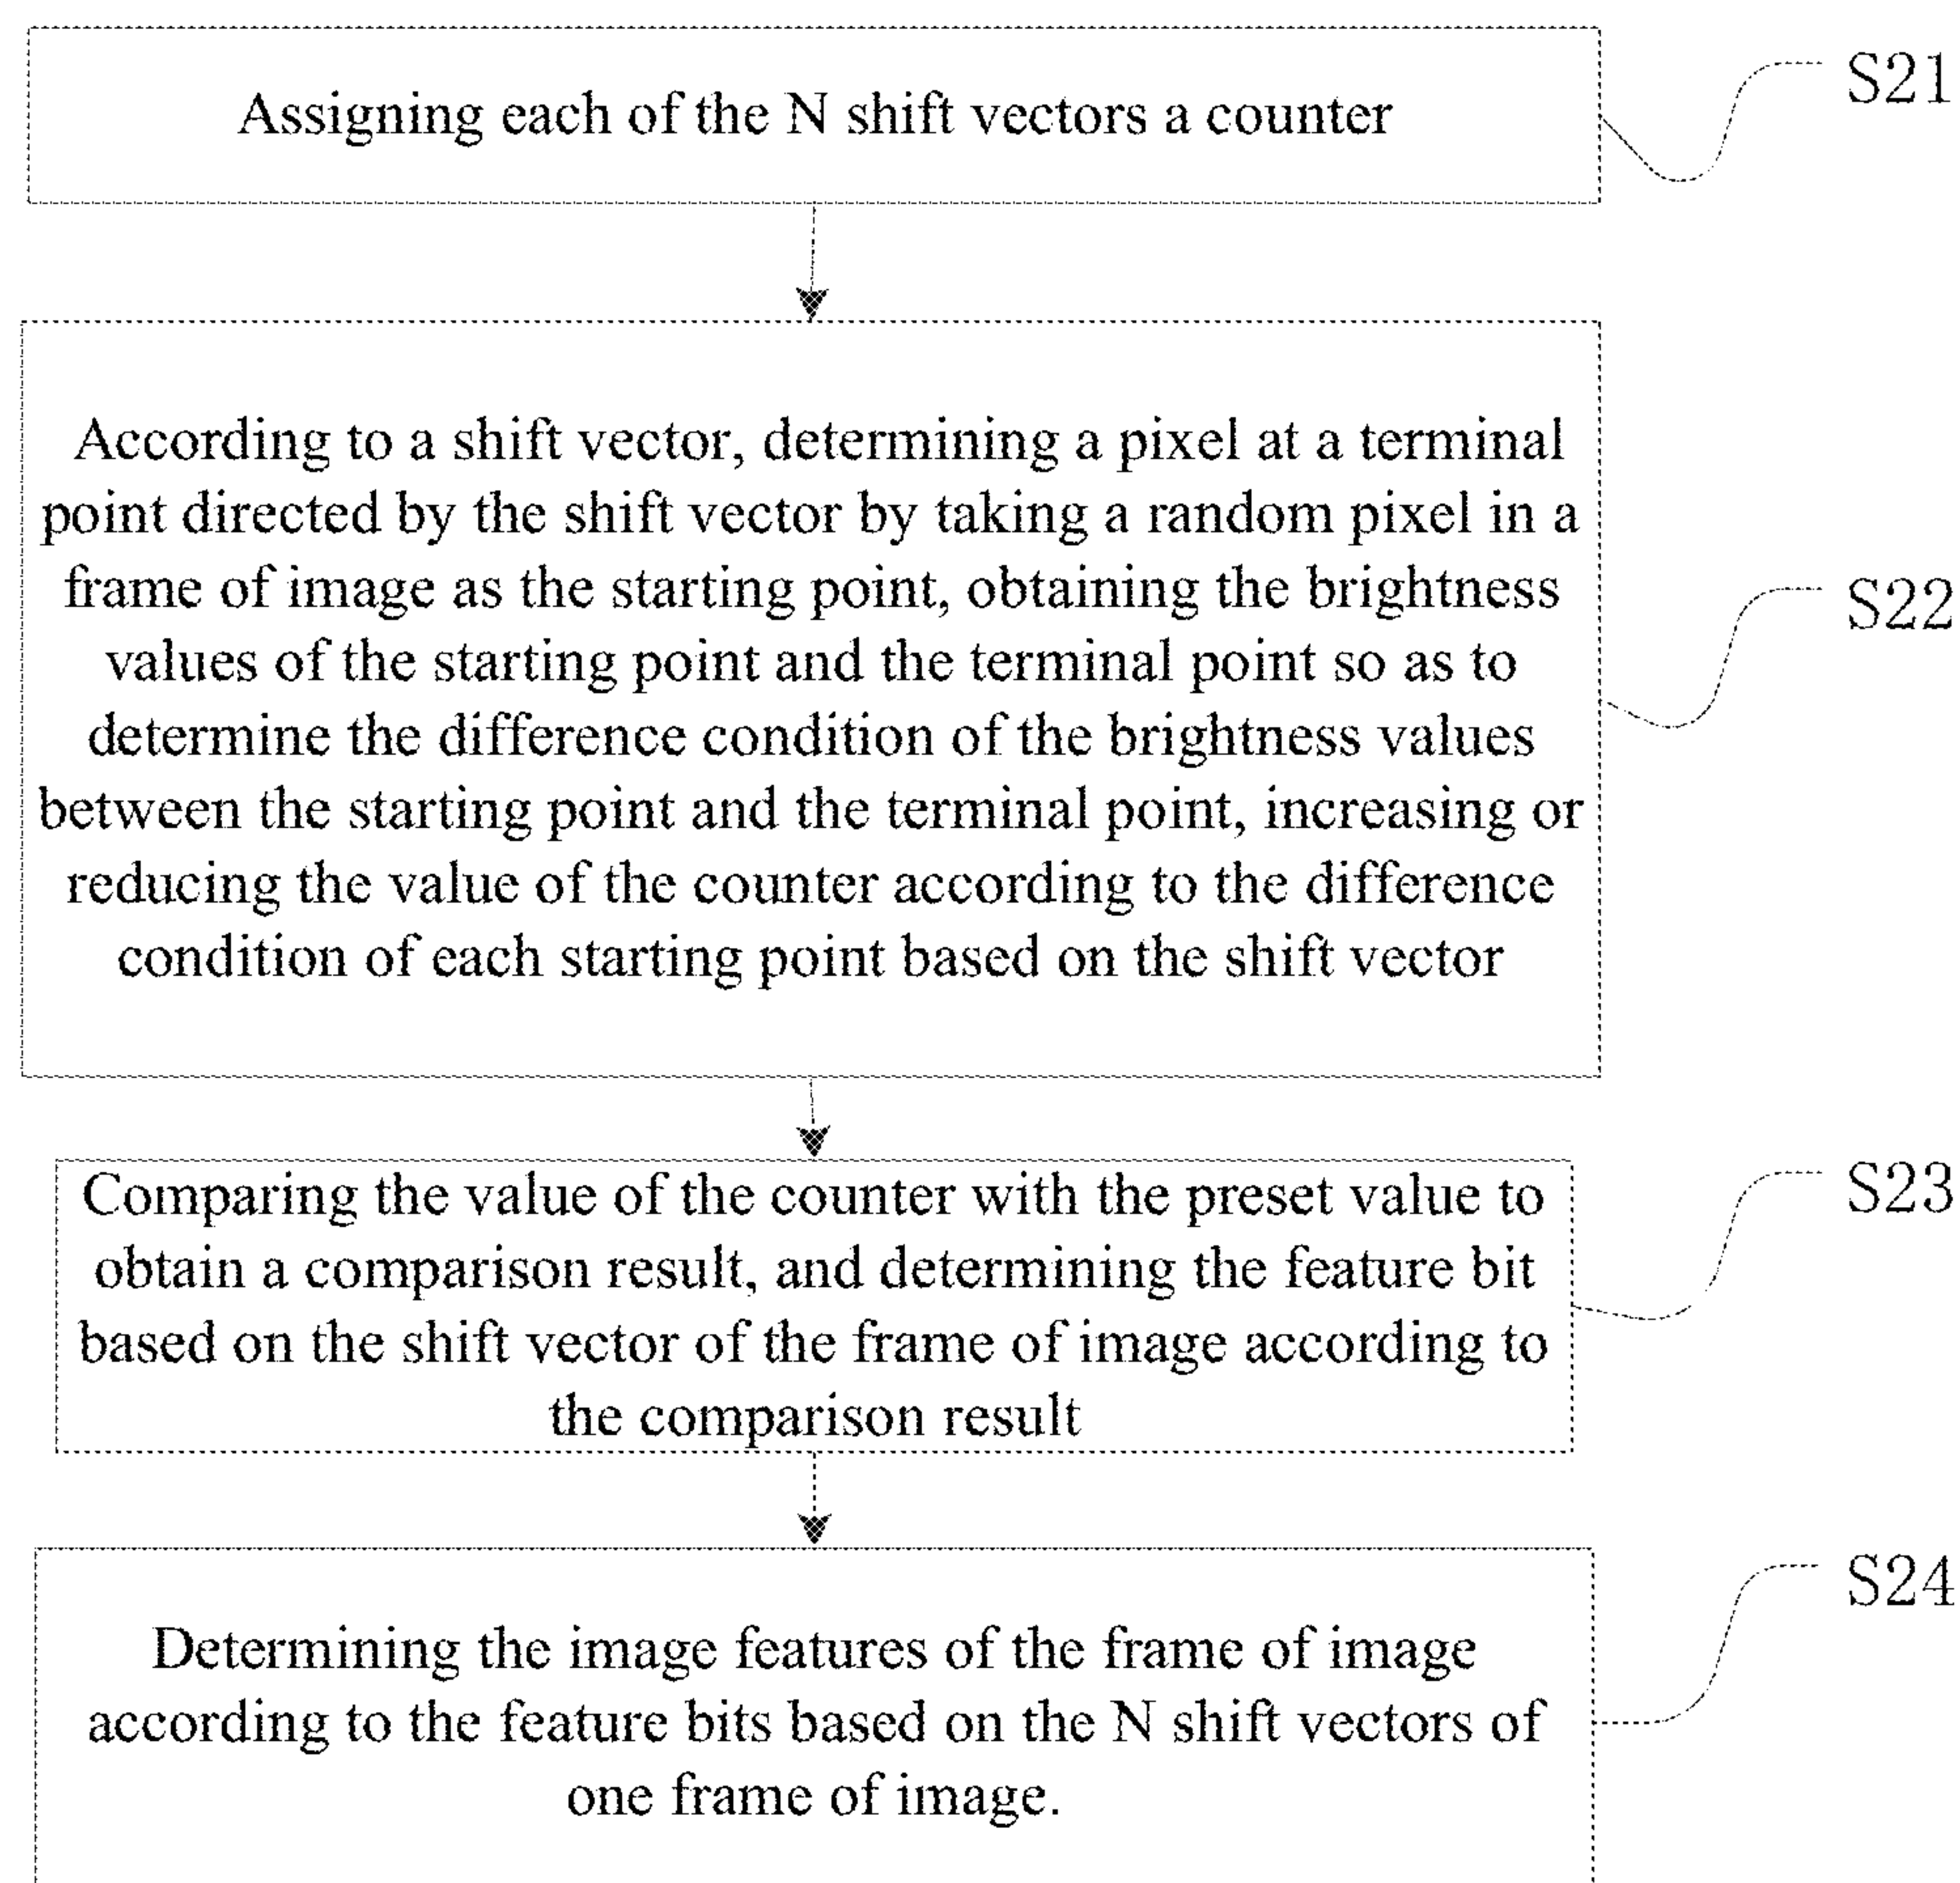 Assigning each of the N shift vectors a counter
S21
According to a shift vector, determining a pixel at a terminal
point directed by the shift vector by taking a random pixel in a
frame of image as the starting point, obtaining the brightness
values of the starting point and the terminal point so as to
determine the difference condition of the brightness values
between the starting point and the terminal point, increasing or
reducing the value of the counter according to the difference
condition of each starting point based on the shift vector
S22
Comparing the value of the counter with the preset value to
obtain a comparison result, and determining the feature bit
based on the shift vector of the frame of image according to
the comparison result
S23
Determining the image features of the frame of image
according to the feature bits based on the N shift vectors of
one frame of image.
S24